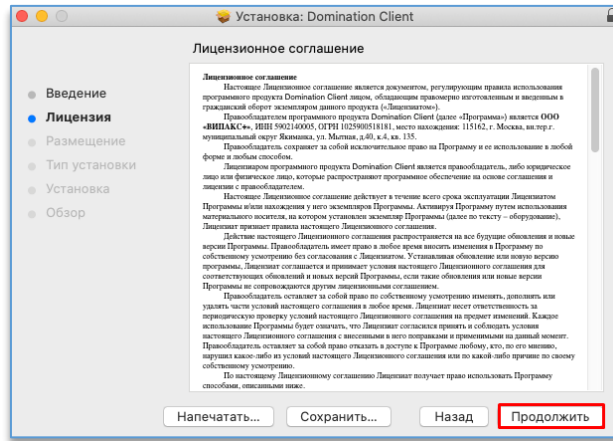 Установка: Domination Client
Лицензионное соглашение
Введение
Лицензия
Размещение
Тип установки
Установка
Обзор
Лицензионное соглашение
Настоящее Лицензионное соглашение является документом, регулирующим правила использования
программного продукта Domination Client лицом, обладающим правомерно изготовленным и введенным в
гражданский оборот экземпляром данного продукта («Лицензиатом»).
Правообладателем программного продукта Domination Client (далее «Программа») является ООО
«ВИПАКС+», ИНН 5902140005, ОГРН 1025900518181, место нахождения: 115162, г. Москва, вн.тер.г.
муниципальный округ Якиманка, ул. Мытная, д.40, к.4, кв. 135.
Правообладатель сохраняет за собой исключительное право на Программу и ее использование в любой
форме и любым способом.
Лицензиаром программного продукта Domination Client является правообладатель, либо юридическое
лицо или физическое лицо, которые распространяют программное обеспечение на основе соглашения и
лицензии с правообладателем.
Настоящее Лицензионное соглашение действует в течение всего срока эксплуатации Лицензиатом
Программы и/или нахождения у него экземпляров Программы. Активируя Программу путем использования
материального носителя, на котором установлен экземпляр Программы (далее по тексту – оборудование),
Лицензиат признает правила настоящего Лицензионного соглашения.
Действие настоящего Лицензионного соглашения распространяется на все будущие обновления и новые
версии Программы. Правообладатель имеет право в любое время вносить изменения в Программу по
собственному усмотрению без согласования с Лицензиатом. Устанавливая обновление или новую версию
программы, Лицензиат соглашается и принимает условия настоящего Лицензионного соглашения для
соответствующих обновлений и новых версий Программы, если такие обновления или новые версии
Программы не сопровождаются другим лицензионными соглашением.
Правообладатель оставляет за собой право по собственному усмотрению изменять, дополнять или
удалять части условий настоящего Лицензионного соглашения в любое время. Лицензиат несет ответственность за
периодическую проверку условий настоящего Лицензионного соглашения на предмет изменений. Каждое
использование Программы будет означать, что Лицензиат согласился принять и соблюдать условия
настоящего Лицензионного соглашения с внесенными в него поправками и применимыми на данный момент.
Правообладатель оставляет за собой право отказать в доступе к Программе любому, кто, по его мнению,
нарушил какое-либо из условий настоящего Лицензионного соглашения или по какой-либо причине по своему
собственному усмотрению.
По настоящему Лицензионному соглашению Лицензиат получает право использовать Программу
способами, описанными ниже.
Напечатать...
Сохранить...
Назад
Продолжить